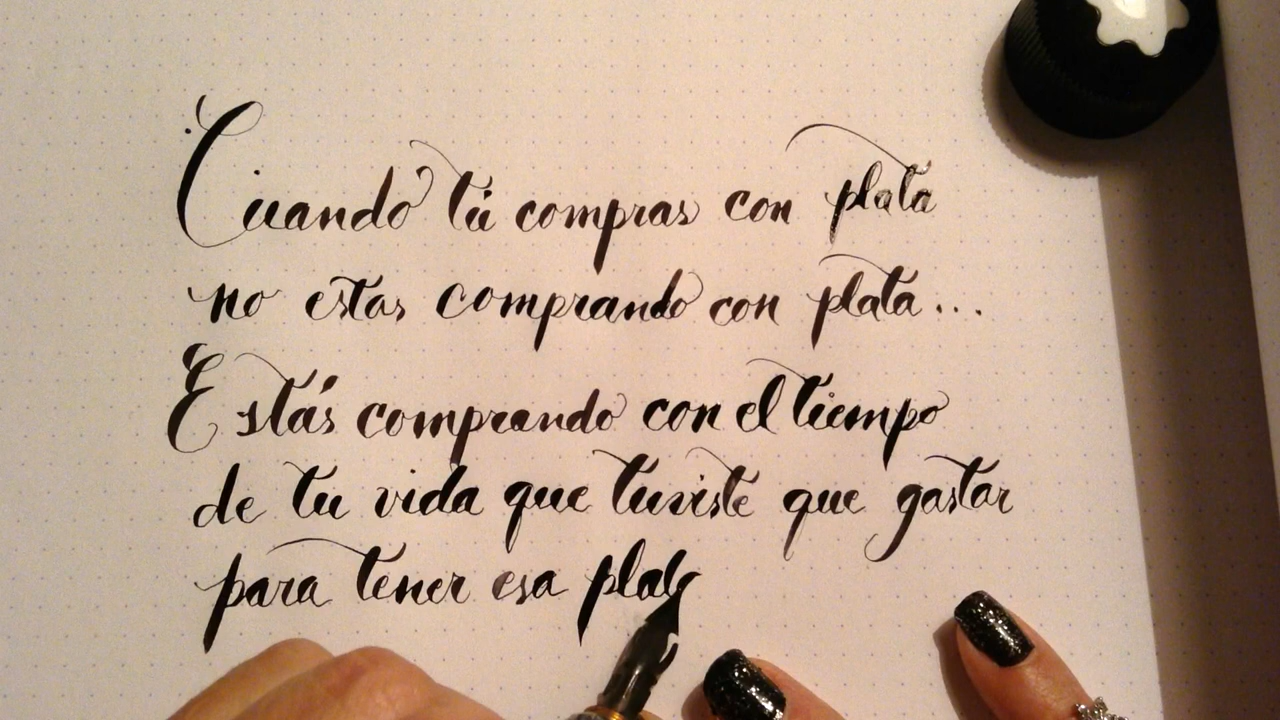 Cuando tú compras con plata
no estas comprando con plata...
Estás comprando con el tiempo
de tu vida que tuviste que gastar
para tener esa plata